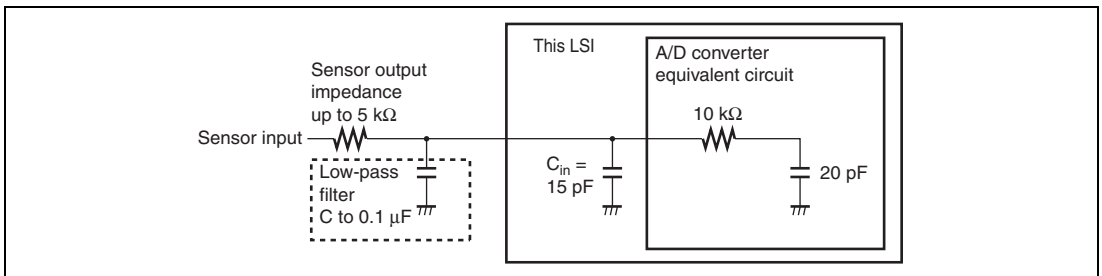 This LSI
A/D converter
equivalent circuit
Sensor output
impedance
up to 5 kΩ
10 kΩ
Sensor input
Low-pass
filter
C to 0.1 μF
Cin =
15 pF
20 pF